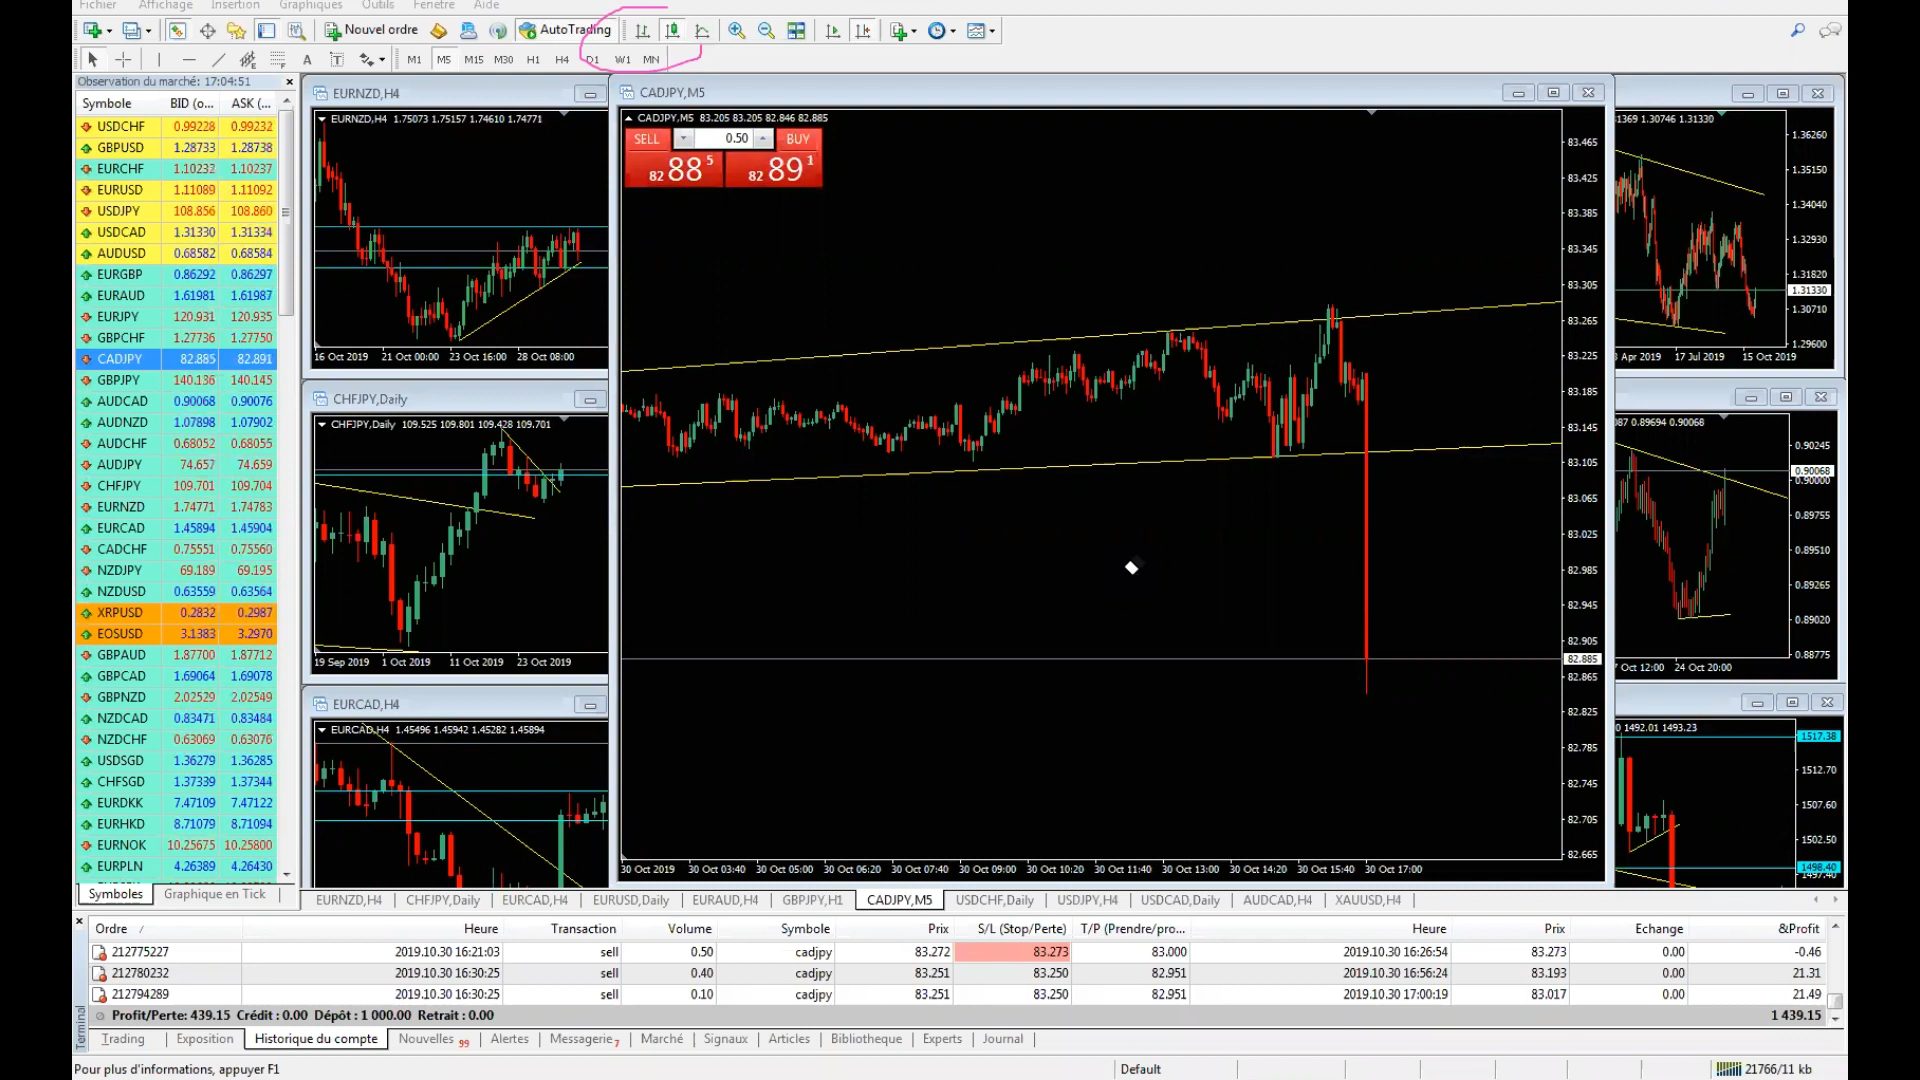 Fichier Affichage Insertion Graphiques Outils Fenetre Aide
Nouvel ordre AutoTrading
A T M1 M5 M15 M30 H1 H4 D1 W1 MN
Observation du marché: 17:04:51
Symbole BID (o... ASK (...
USDCHF 0.99228 0.99232
GBPUSD 1.28733 1.28738
EURCHF 1.10232 1.10237
EURUSD 1.11089 1.11092
USDJPY 108.856 108.860
USDCAD 1.31330 1.31334
AUDUSD 0.68582 0.68584
EURGBP 0.86292 0.86297
EURAUD 1.61981 1.61987
EURJPY 120.931 120.935
GBPCHF 1.27736 1.27750
CADJPY 82.885 82.891
GBPJPY 140.136 140.145
AUDCAD 0.90068 0.90076
AUDNZD 1.07898 1.07902
AUDCHF 0.68052 0.68055
AUDJPY 74.657 74.659
CHFJPY 109.701 109.704
EURNZD 1.74771 1.74783
EURCAD 1.45894 1.45904
CADCHF 0.75551 0.75560
NZDJPY 69.189 69.195
NZDUSD 0.63559 0.63564
XRPUSD 0.2832 0.2987
EOSUSD 3.1383 3.2970
GBPAUD 1.87700 1.87712
GBPCAD 1.69064 1.69078
GBPNZD 2.02529 2.02549
NZDCAD 0.83471 0.83484
NZDCHF 0.63069 0.63076
USDSGD 1.36279 1.36285
CHFSGD 1.37339 1.37344
EURDKK 7.47109 7.47122
EURHKD 8.71079 8.71094
EURNOK 10.25675 10.25800
EURPLN 4.26389 4.26430
Symboles Graphique en Tick
EURNZD,H4
EURNZD,H4 1.75073 1.75157 1.74610 1.74771
16 Oct 2019 21 Oct 00:00 23 Oct 16:00 28 Oct 08:00
CHFJPY,Daily
CHFJPY,Daily 109.525 109.801 109.428 109.701
19 Sep 2019 1 Oct 2019 11 Oct 2019 23 Oct 2019
EURCAD,H4
EURCAD,H4 1.45496 1.45942 1.45282 1.45894
CADJPY,M5
CADJPY,M5 83.205 83.205 82.846 82.885
SELL 0.50 BUY
82 88 5 82 89 1
83.465
83.425
83.385
83.345
83.305
83.265
83.225
83.185
83.145
83.105
83.065
83.025
82.985
82.945
82.905
82.885
82.865
82.825
82.785
82.745
82.705
82.665
30 Oct 2019 30 Oct 03:40 30 Oct 05:00 30 Oct 06:20 30 Oct 07:40 30 Oct 09:00 30 Oct 10:20 30 Oct 11:40 30 Oct 13:00 30 Oct 14:20 30 Oct 15:40 30 Oct 17:00
1369 1.30746 1.31330
1.36260
1.35150
1.34040
1.32930
1.31820
1.31330
1.30710
1.29600
Apr 2019 17 Jul 2019 15 Oct 2019
087 0.89694 0.90068
0.90245
0.90068
0.90000
0.89755
0.89510
0.89265
0.89020
0.88775
Oct 12:00 24 Oct 20:00
0 1492.01 1493.23
1517.38
1512.70
1507.60
1502.50
1498.40
1497.40
EURNZD,H4 CHFJPY,Daily EURCAD,H4 EURUSD,Daily EURAUD,H4 GBPJPY,H1 CADJPY,M5 USDCHF,Daily USDJPY,H4 USDCAD,Daily AUDCAD,H4 XAUUSD,H4
Ordre / Heure Transaction Volume Symbole Prix S/L (Stop/Perte) T/P (Prendre/pro... Heure Prix Echange &Profit
212775227 2019.10.30 16:21:03 sell 0.50 cadjpy 83.272 83.273 83.000 2019.10.30 16:26:54 83.273 0.00 -0.46
212780232 2019.10.30 16:30:25 sell 0.40 cadjpy 83.251 83.250 82.951 2019.10.30 16:56:24 83.193 0.00 21.31
212794289 2019.10.30 16:30:25 sell 0.10 cadjpy 83.251 83.250 82.951 2019.10.30 17:00:19 83.017 0.00 21.49
Profit/Perte: 439.15 Crédit: 0.00 Dépôt: 1 000.00 Retrait: 0.00 1 439.15
Terminal
Trading Exposition Historique du compte Nouvelles 99 Alertes Messagerie 7 Marché Signaux Articles Bibliotheque Experts Journal
Pour plus d'informations, appuyer F1 Default 21766/11 kb